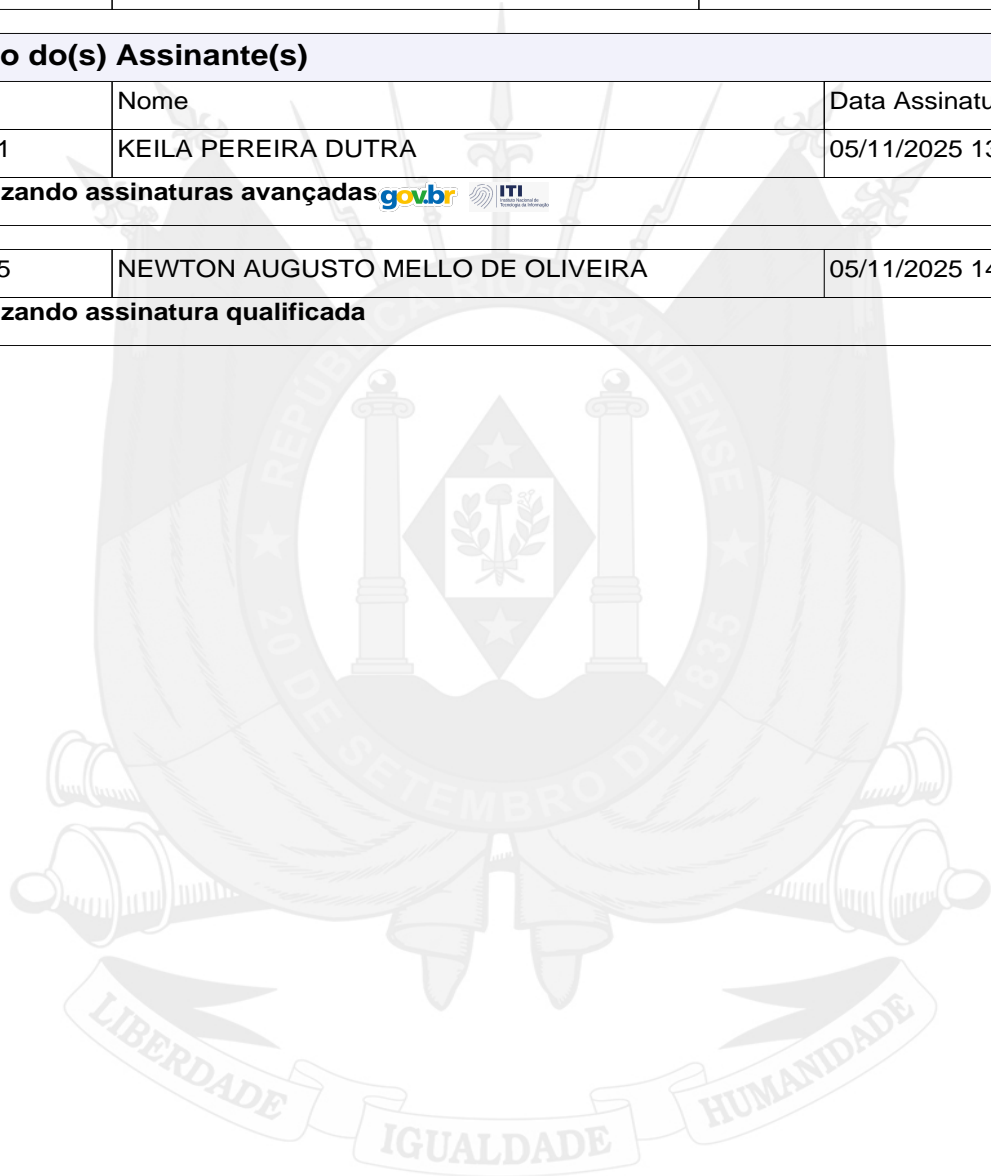 o do(s) Assinante(s)
Nome Data Assinatu
1 KEILA PEREIRA DUTRA 05/11/2025 13
zando assinaturas avançadas gov.br ITI
5 NEWTON AUGUSTO MELLO DE OLIVEIRA 05/11/2025 14
zando assinatura qualificada
REPÚBLICA RIO-GRANDENSE
20 DE SETEMBRO DE 1835
LIBERDADE IGUALDADE HUMANIDADE